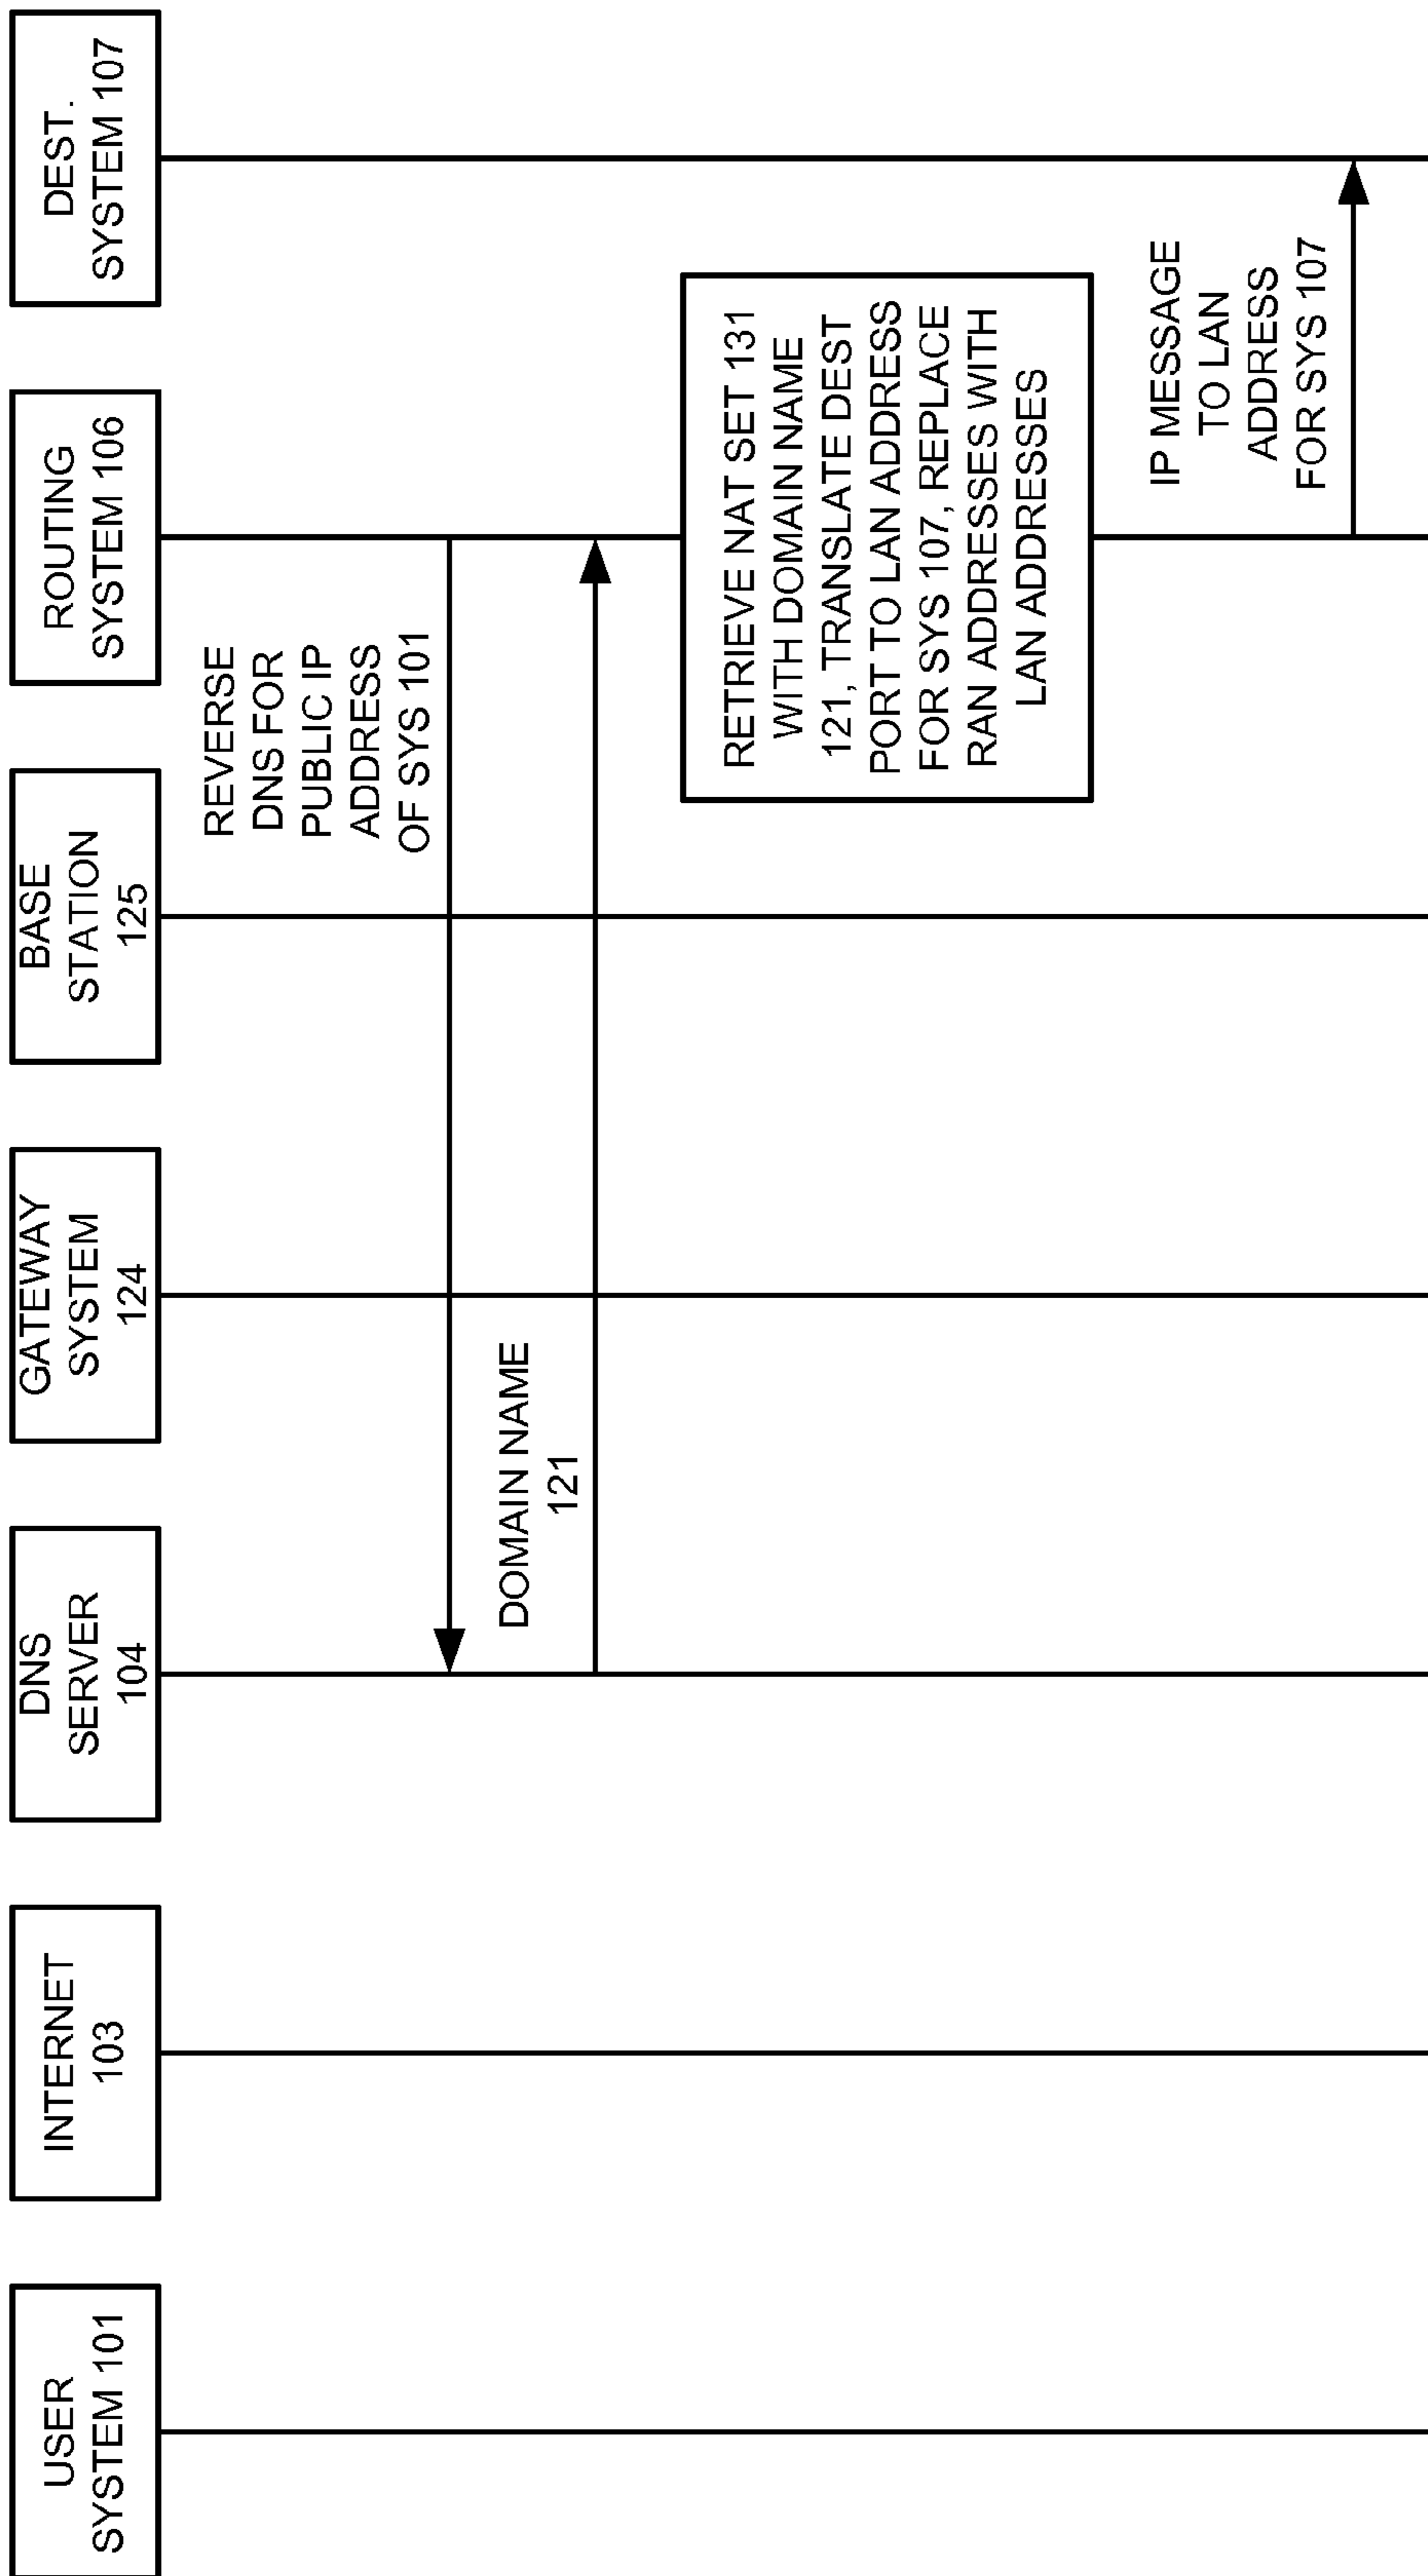 USER
SYSTEM 101
INTERNET
103
DNS
SERVER
104
GATEWAY
SYSTEM
124
BASE
STATION
125
ROUTING
SYSTEM 106
DEST.
SYSTEM 107
REVERSE
DNS FOR
PUBLIC IP
ADDRESS
OF SYS 101
DOMAIN NAME
121
RETRIEVE NAT SET 131
WITH DOMAIN NAME
121, TRANSLATE DEST
PORT TO LAN ADDRESS
FOR SYS 107, REPLACE
RAN ADDRESSES WITH
LAN ADDRESSES
IP MESSAGE
TO LAN
ADDRESS
FOR SYS 107